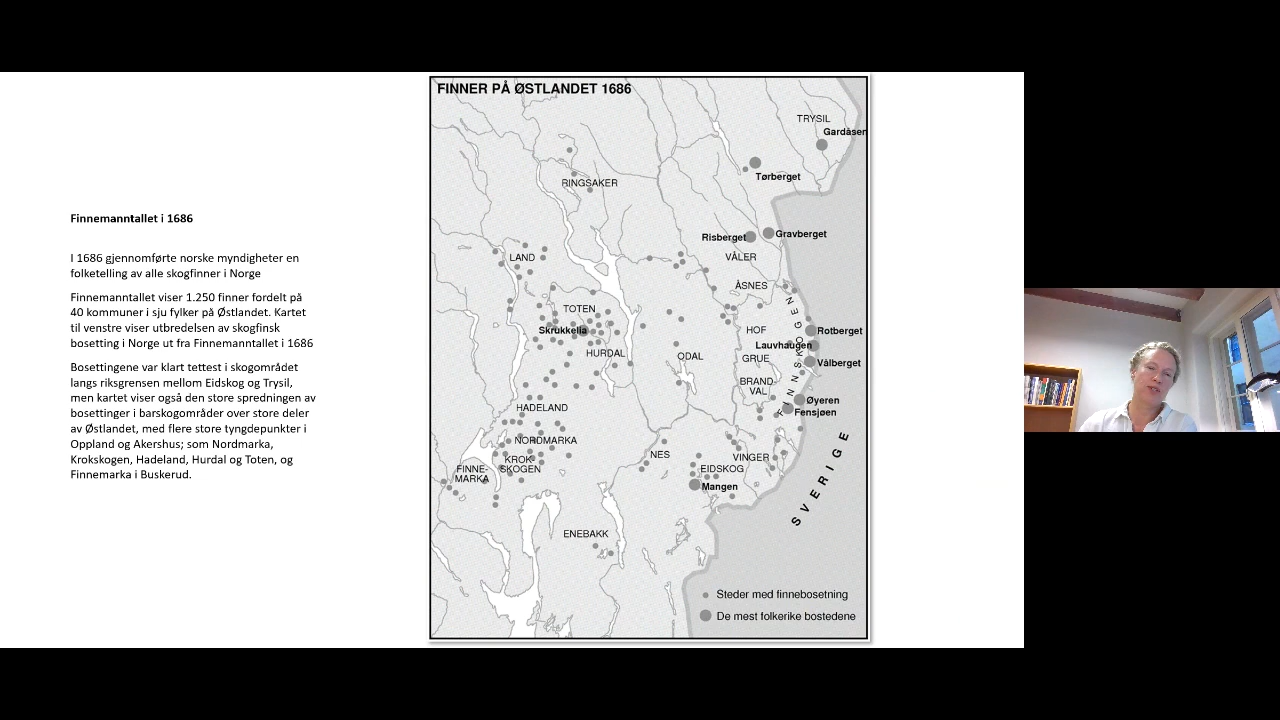 Finnemanntallet i 1686
I 1686 gjennomførte norske myndigheter en
folketelling av alle skogfinner i Norge
Finnemanntallet viser 1.250 finner fordelt på
40 kommuner i sju fylker på Østlandet. Kartet
til venstre viser utbredelsen av skogfinsk
bosetting i Norge ut fra Finnemanntallet i 1686
Bosettingene var klart tettest i skogområdet
langs riksgrensen mellom Eidskog og Trysil,
men kartet viser også den store spredningen av
bosettinger i barskogområder over store deler
av Østlandet, med flere store tyngdepunkter i
Oppland og Akershus; som Nordmarka,
Krokskogen, Hadeland, Hurdal og Toten, og
Finnemarka i Buskerud.
FINNER PÅ ØSTLANDET 1686
TRYSIL
Gardåsen
Tørberget
RINGSAKER
Risberget
Gravberget
LAND
VÅLER
ÅSNES
TOTEN
Skrukkelia
HOF
Rotberget
Lauvhaugen
HURDAL
ODAL
GRUE
Vålberget
BRAND-
VAL
FINNSKOGEN
Øyeren
Fensjøen
HADELAND
NORDMARKA
KROK-
SKOGEN
FINNE-
MARKA
NES
VINGER
EIDSKOG
Mangen
SVERIGE
ENEBAKK
Steder med finnebosetning
De mest folkerike bostedene